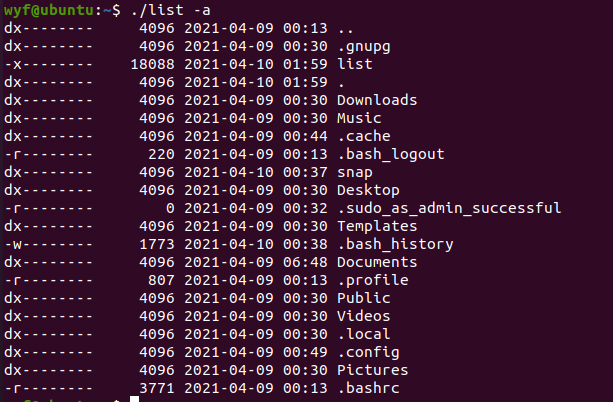 wyf@ubuntu:~$ ./list -a
dx--------     4096 2021-04-09 00:13 ..
dx--------     4096 2021-04-09 00:30 .gnupg
-x--------    18088 2021-04-10 01:59 list
dx--------     4096 2021-04-10 01:59 .
dx--------     4096 2021-04-09 00:30 Downloads
dx--------     4096 2021-04-09 00:30 Music
dx--------     4096 2021-04-09 00:44 .cache
-r--------      220 2021-04-09 00:13 .bash_logout
dx--------     4096 2021-04-10 00:37 snap
dx--------     4096 2021-04-09 00:30 Desktop
-r--------        0 2021-04-09 00:32 .sudo_as_admin_successful
dx--------     4096 2021-04-09 00:30 Templates
-w--------     1773 2021-04-10 00:38 .bash_history
dx--------     4096 2021-04-09 06:48 Documents
-r--------      807 2021-04-09 00:13 .profile
dx--------     4096 2021-04-09 00:30 Public
dx--------     4096 2021-04-09 00:30 Videos
dx--------     4096 2021-04-09 00:30 .local
dx--------     4096 2021-04-09 00:49 .config
dx--------     4096 2021-04-09 00:30 Pictures
-r--------     3771 2021-04-09 00:13 .bashrc